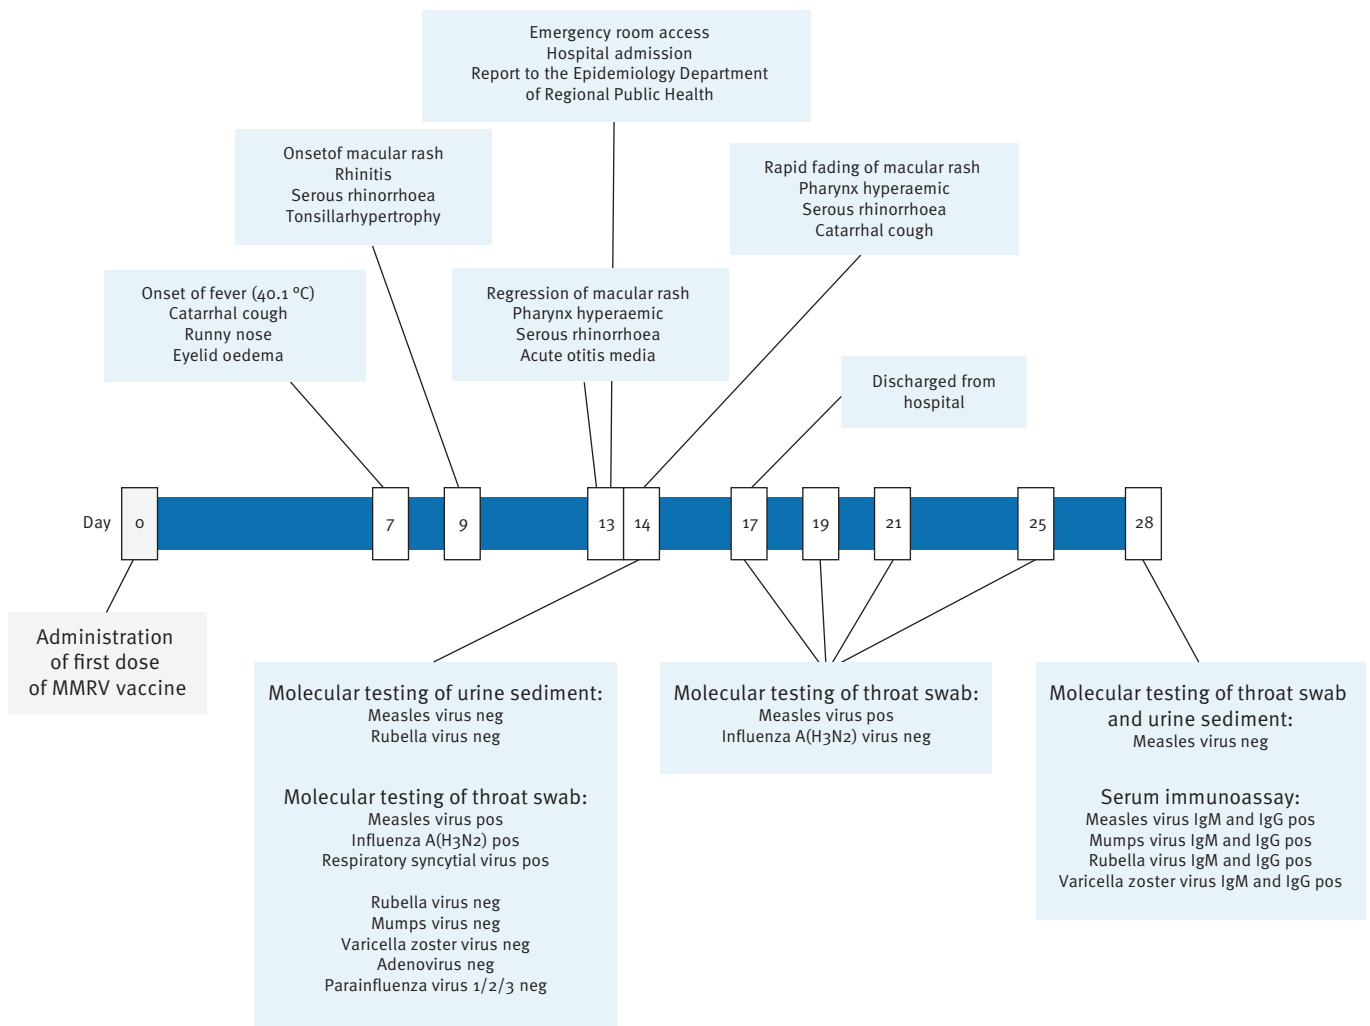 Emergency room access
Hospital admission
Report to the Epidemiology Department
of Regional Public Health
Onsetof macular rash
Rhinitis
Serous rhinorrhoea
Tonsillarhypertrophy
Rapid fading of macular rash
Pharynx hyperaemic
Serous rhinorrhoea
Catarrhal cough
Onset of fever (40.1 °C)
Catarrhal cough
Runny nose
Eyelid oedema
Regression of macular rash
Pharynx hyperaemic
Serous rhinorrhoea
Acute otitis media
Discharged from
hospital
Day 0 7 9 13 14 17 19 21 25 28
Administration
of first dose
of MMRV vaccine
Molecular testing of urine sediment:
Measles virus neg
Rubella virus neg
Molecular testing of throat swab:
Measles virus pos
Influenza A(H3N2) pos
Respiratory syncytial virus pos
Rubella virus neg
Mumps virus neg
Varicella zoster virus neg
Adenovirus neg
Parainfluenza virus 1/2/3 neg
Molecular testing of throat swab:
Measles virus pos
Influenza A(H3N2) virus neg
Molecular testing of throat swab
and urine sediment:
Measles virus neg
Serum immunoassay:
Measles virus IgM and IgG pos
Mumps virus IgM and IgG pos
Rubella virus IgM and IgG pos
Varicella zoster virus IgM and IgG pos